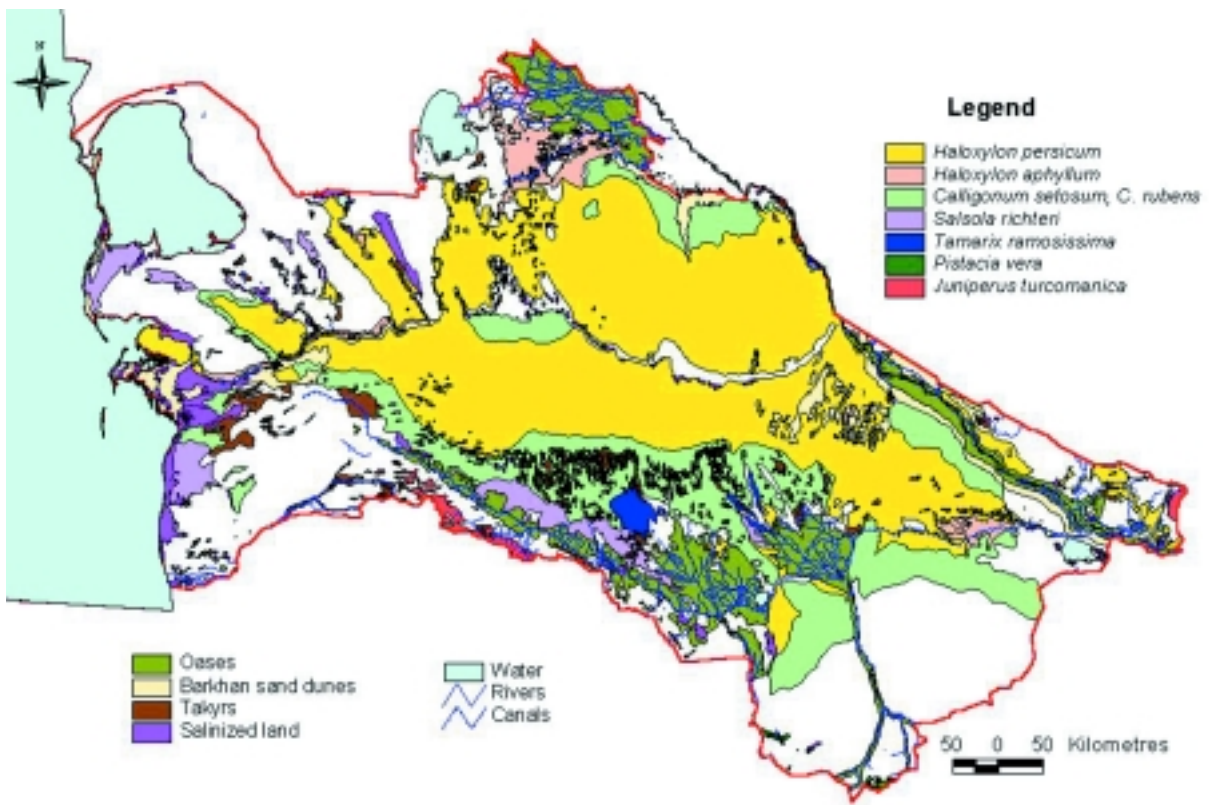 N
Legend
Haloxylon persicum
Haloxylon aphyllum
Calligonum setosum, C. rubens
Salsola richteri
Tamarix ramosissima
Pistacia vera
Juniperus turcomanica
Oases
Barkhan sand dunes
Takyrs
Salinized land
Water
Rivers
Canals
50 0 50 Kilometres